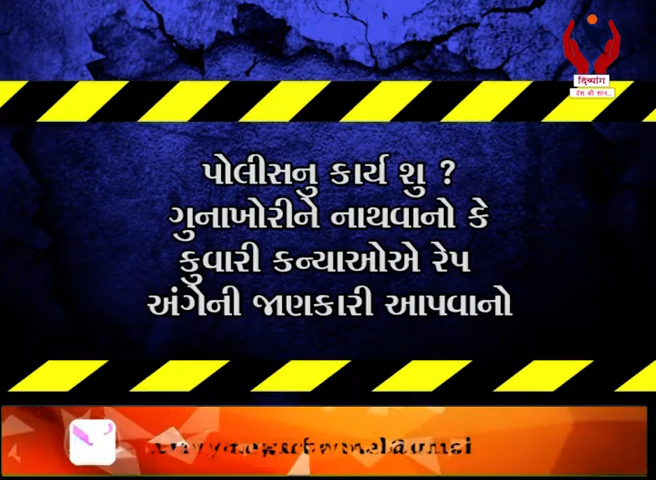 दिव्यांग
देश की शान...
પોલીસનુ કાર્ય શુ ?
ગુનાખોરીને નાથવાનો કે
કુવારી કન્યાઓએ રેપ
અંગેની જાણકારી આપવાનો